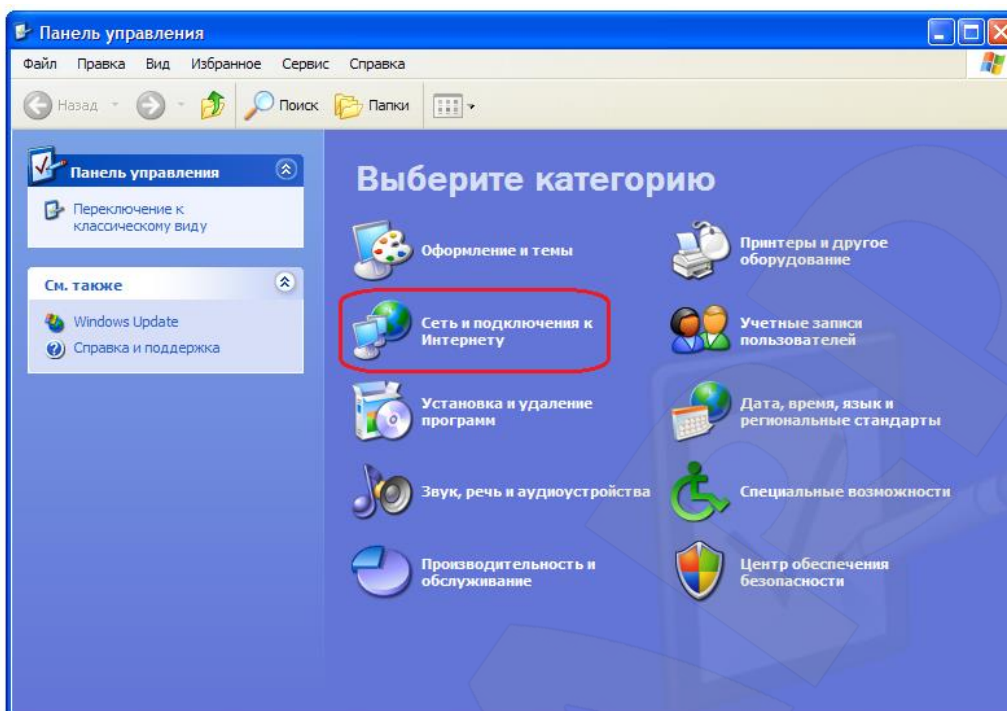 Панель управления
Файл Правка Вид Избранное Сервис Справка
Назад Поиск Папки
Панель управления
Переключение к
классическому виду
См. также
Windows Update
Справка и поддержка
Выберите категорию
Оформление и темы
Принтеры и другое
оборудование
Сеть и подключения к
Интернету
Учетные записи
пользователей
Установка и удаление
программ
Дата, время, язык и
региональные стандарты
Звук, речь и аудиоустройства
Специальные возможности
Производительность и
обслуживание
Центр обеспечения
безопасности